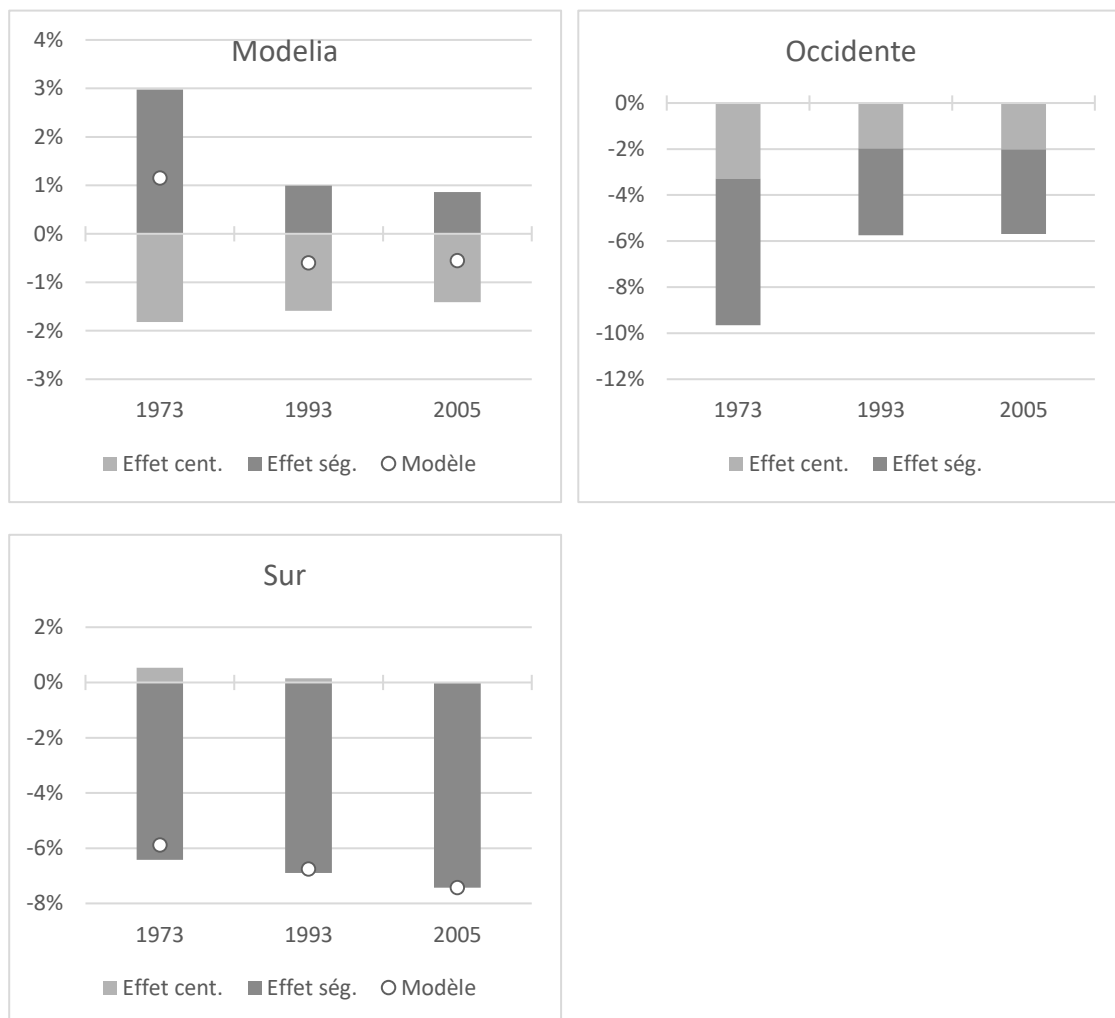 Modelia
4%
3%
2%
1%
0%
-1%
-2%
-3%
1973 1993 2005
Effet cent. Effet ség. Modèle
Occidente
0%
-2%
-4%
-6%
-8%
-10%
-12%
1973 1993 2005
Effet cent. Effet ség.
Sur
2%
0%
-2%
-4%
-6%
-8%
1973 1993 2005
Effet cent. Effet ség. Modèle